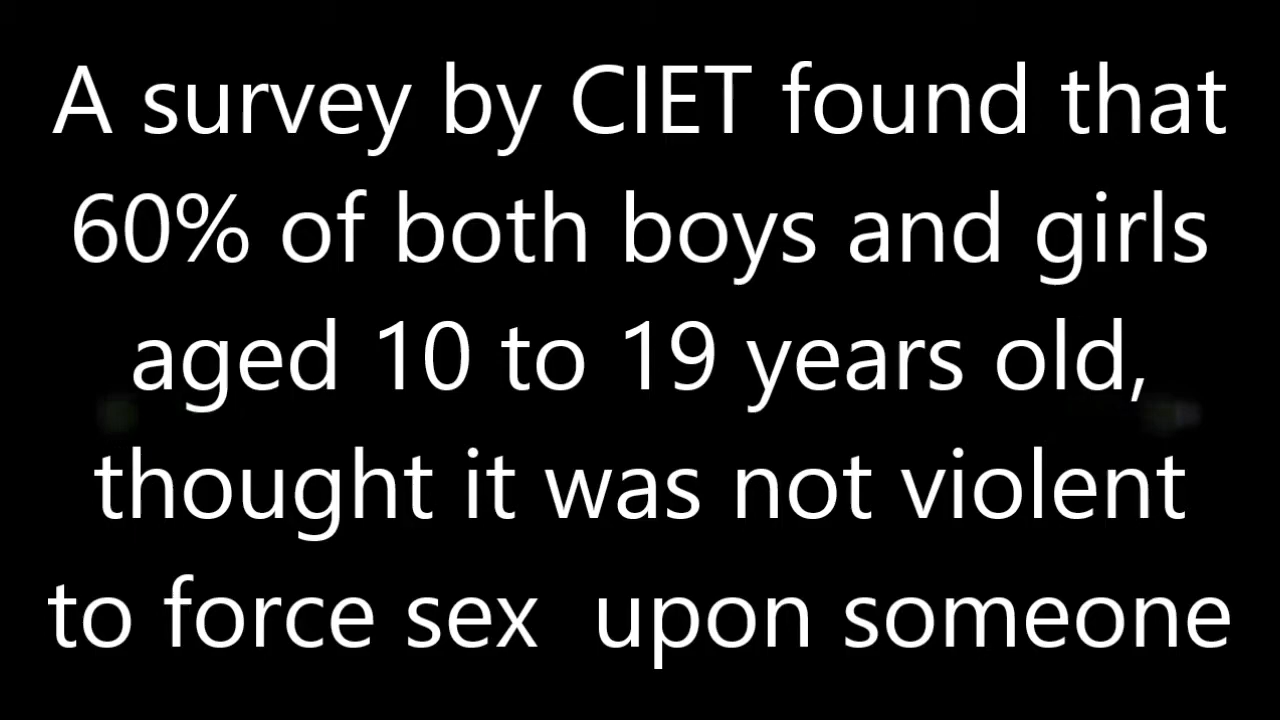 A survey by CIET found that
60% of both boys and girls
aged 10 to 19 years old,
thought it was not violent
to force sex  upon someone